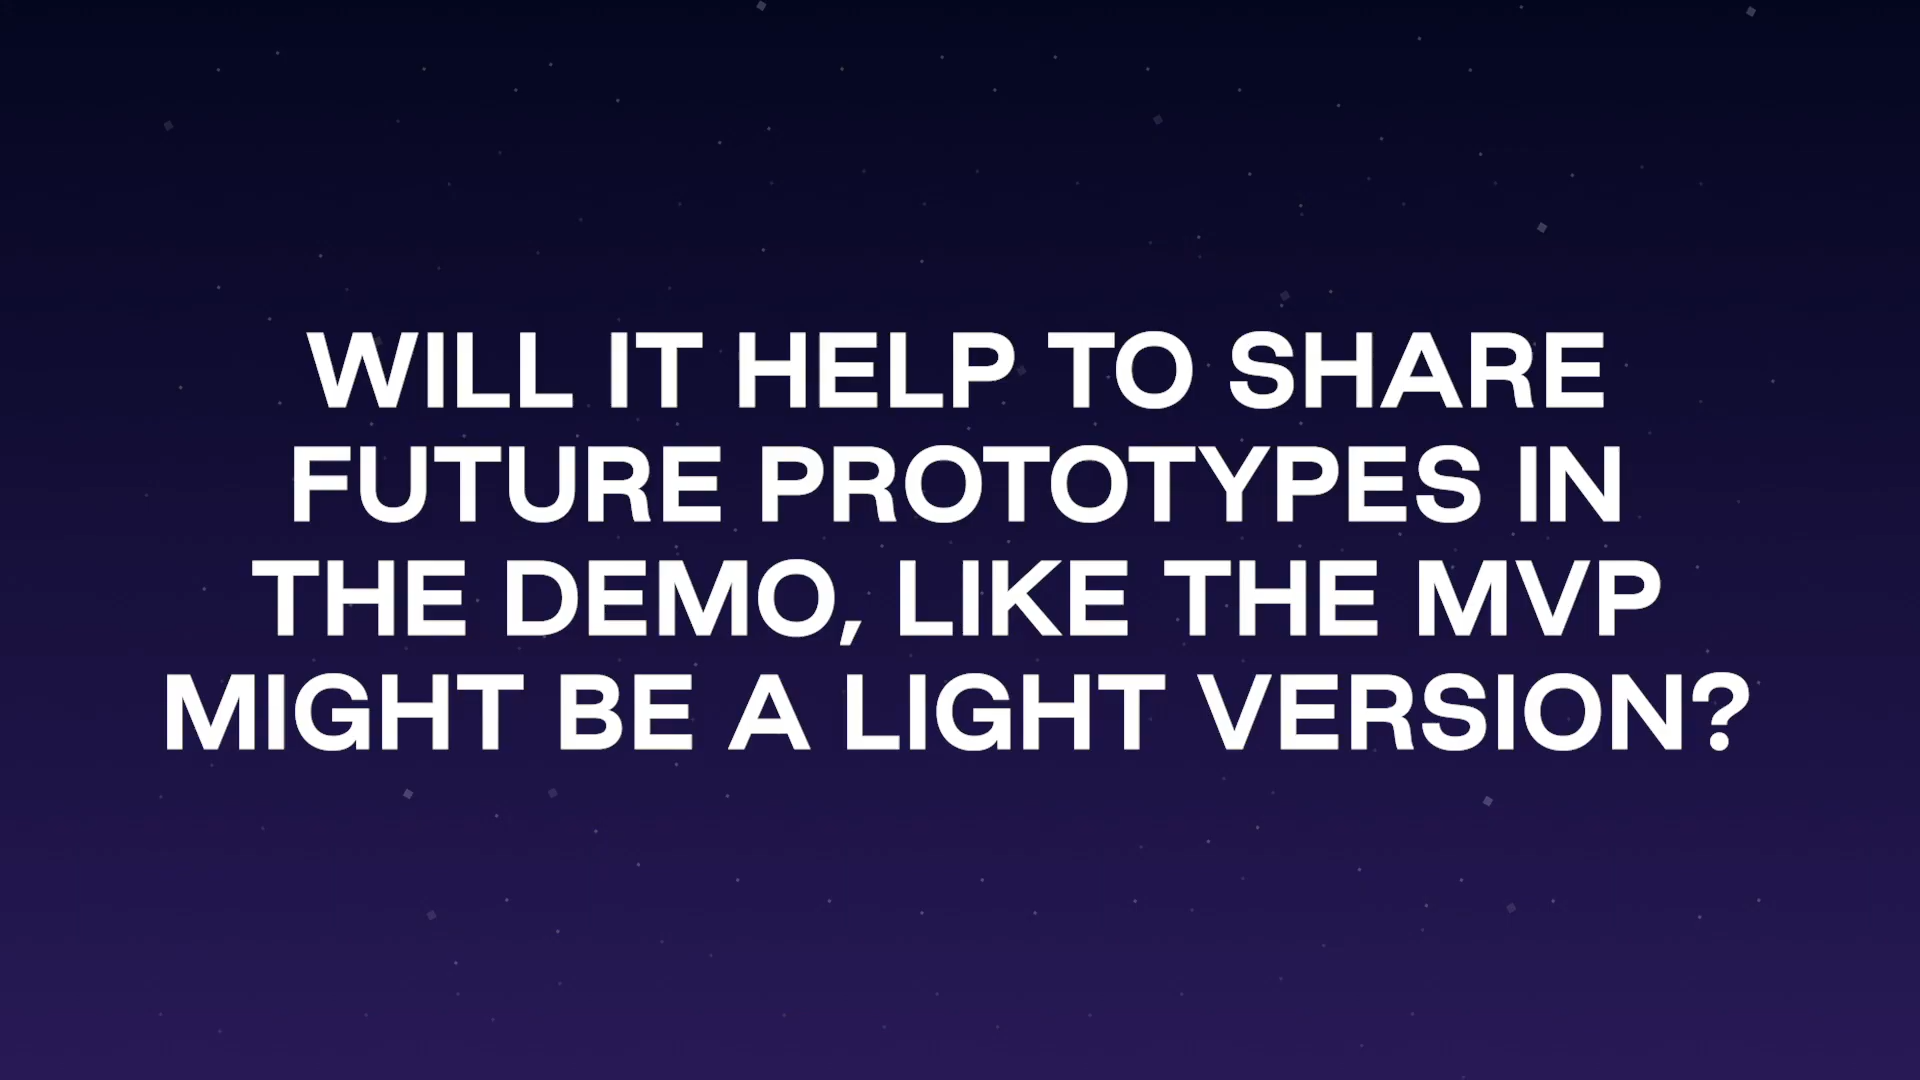 WILL IT HELP TO SHARE
FUTURE PROTOTYPES IN
THE DEMO, LIKE THE MVP
MIGHT BE A LIGHT VERSION?